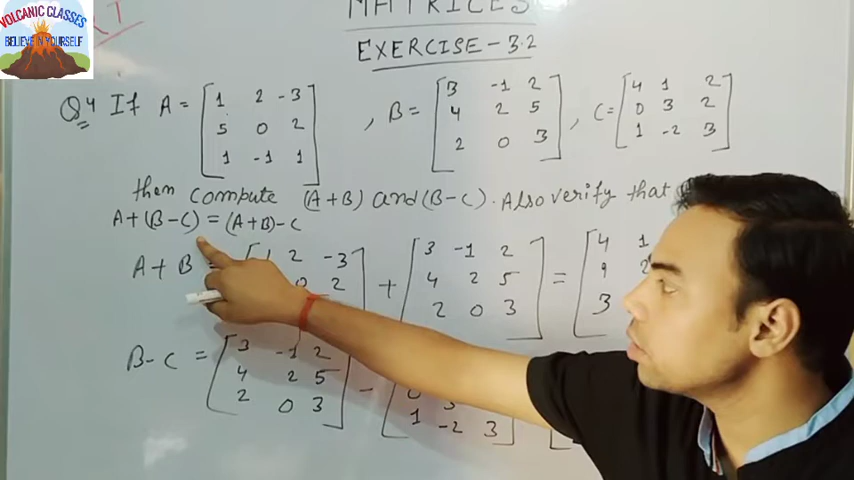 VOLCANIC CLASSES
BELIEVE IN YOURSELF
MATRICES
EXERCISE - 3.2
Q4 If A = [1 2 -3 , B = [3 -1 2 , C = [4 1 2
5 0 2 4 2 5 0 3 2
1 -1 1] 2 0 3] 1 -2 3]
then compute (A+B) and (B-C). Also verify that
A+(B-C) = (A+B)-C
A+B = [1 2 -3 + [3 -1 2 = [4 1
0 2 4 2 5 9 2
2 0 3] 3
B-C = [3 -1 2
4 2 5 - 0 3
2 0 3] 1 -2 3]